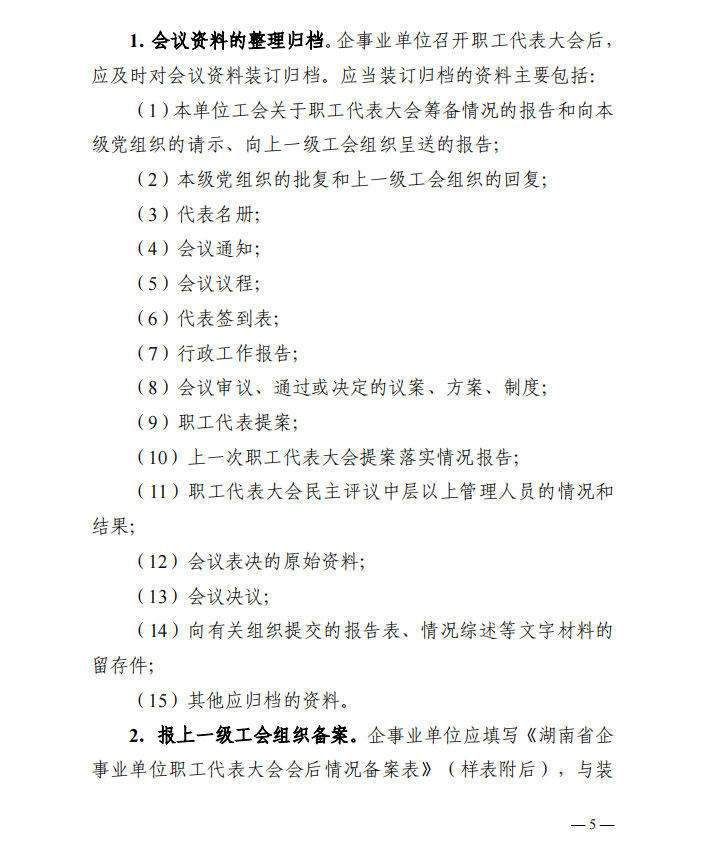 1. 会议资料的整理归档。企事业单位召开职工代表大会后，
应及时对会议资料装订归档。应当装订归档的资料主要包括：
（1）本单位工会关于职工代表大会筹备情况的报告和向本
级党组织的请示、向上一级工会组织呈送的报告；
（2）本级党组织的批复和上一级工会组织的回复；
（3）代表名册；
（4）会议通知；
（5）会议议程；
（6）代表签到表；
（7）行政工作报告；
（8）会议审议、通过或决定的议案、方案、制度；
（9）职工代表提案；
（10）上一次职工代表大会提案落实情况报告；
（11）职工代表大会民主评议中层以上管理人员的情况和
结果；
（12）会议表决的原始资料；
（13）会议决议；
（14）向有关组织提交的报告表、情况综述等文字材料的
留存件；
（15）其他应归档的资料。
2. 报上一级工会组织备案。企事业单位应填写《湖南省企
事业单位职工代表大会会后情况备案表》（样表附后），与装
— 5 —